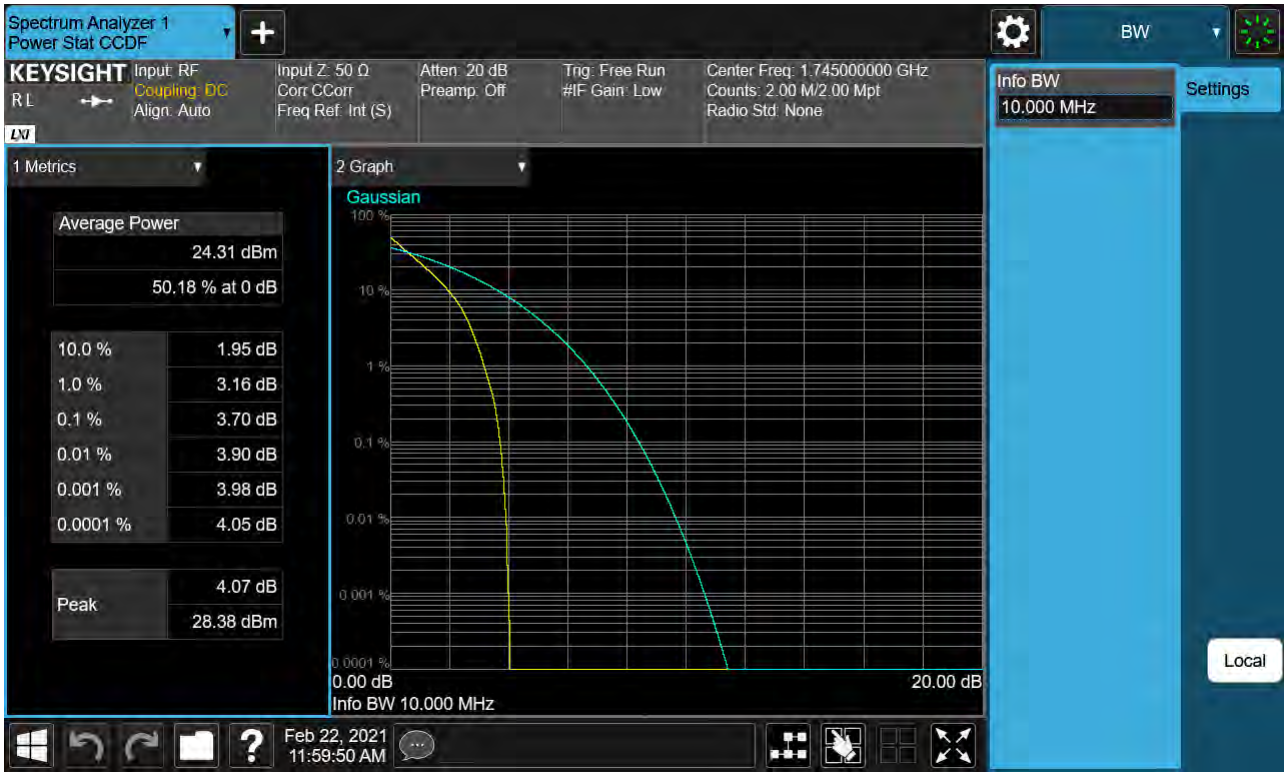 Spectrum Analyzer 1
Power Stat CCDF
+
BW
KEYSIGHT
RL
LXI
Input: RF
Coupling: DC
Align: Auto
Input Z: 50 Ω
Corr CCorr
Freq Ref: Int (S)
Atten: 20 dB
Preamp: Off
Trig: Free Run
#IF Gain: Low
Center Freq: 1.745000000 GHz
Counts: 2.00 M/2.00 Mpt
Radio Std: None
Info BW
10.000 MHz
Settings
1 Metrics
Average Power
24.31 dBm
50.18 % at 0 dB
10.0 % 1.95 dB
1.0 % 3.16 dB
0.1 % 3.70 dB
0.01 % 3.90 dB
0.001 % 3.98 dB
0.0001 % 4.05 dB
Peak
4.07 dB
28.38 dBm
2 Graph
Gaussian
100 %
10 %
1 %
0.1 %
0.01 %
0.001 %
0.0001 %
0.00 dB 20.00 dB
Info BW 10.000 MHz
Local
?
Feb 22, 2021
11:59:50 AM